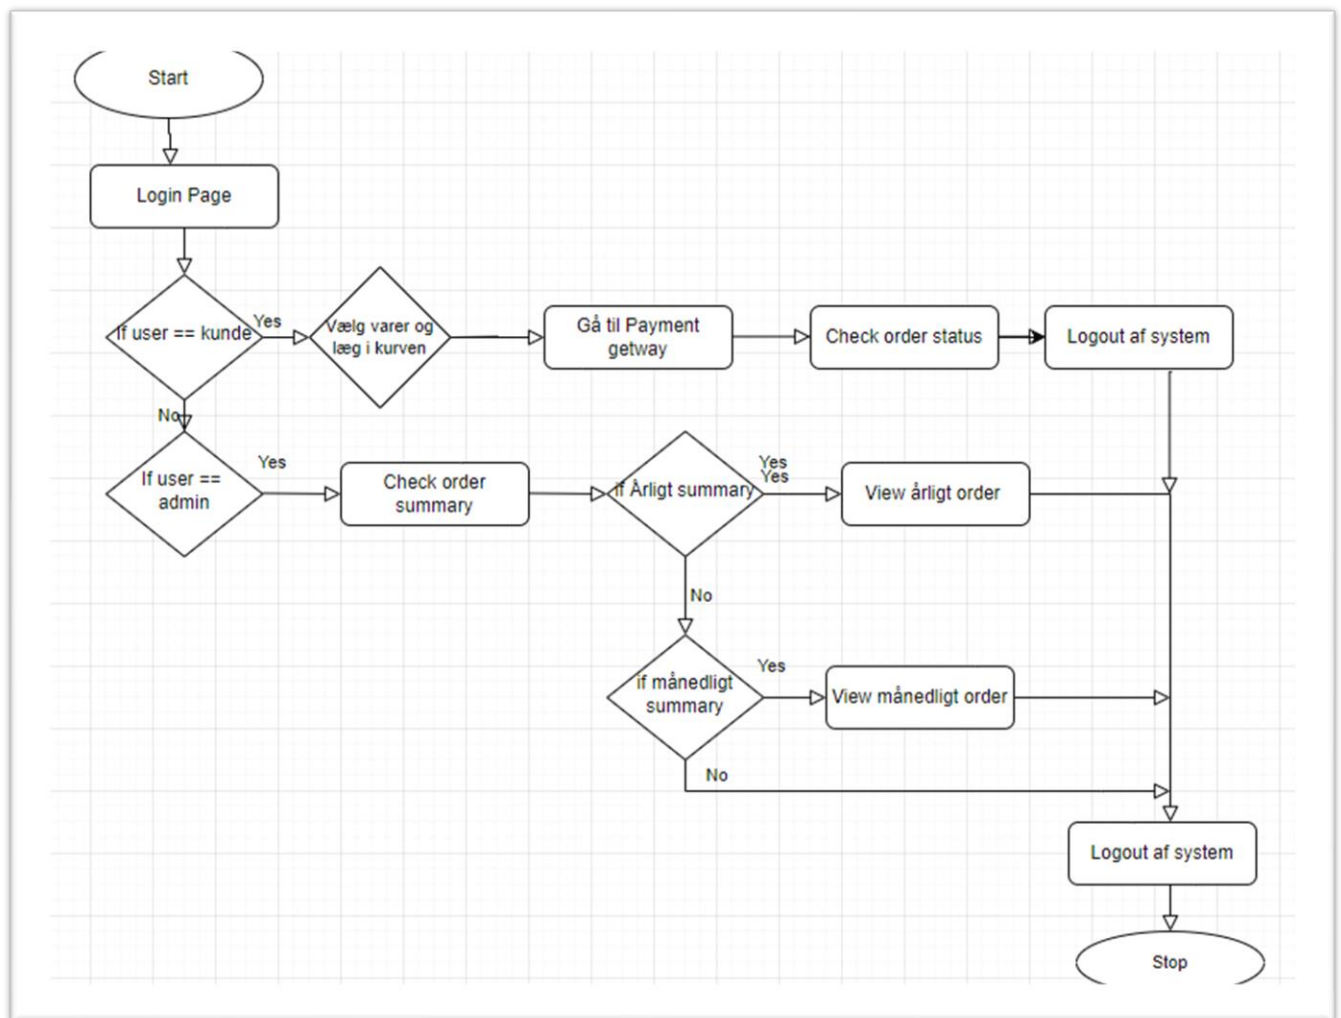 Start
Login Page
If user == kunde
Yes
Vælg varer og
læg i kurven
Gå til Payment
getway
Check order status
Logout af system
No
If user ==
admin
Yes
Check order
summary
if Årligt summary
Yes
Yes
View årligt order
No
if månedligt
summary
Yes
View månedligt order
No
Logout af system
Stop